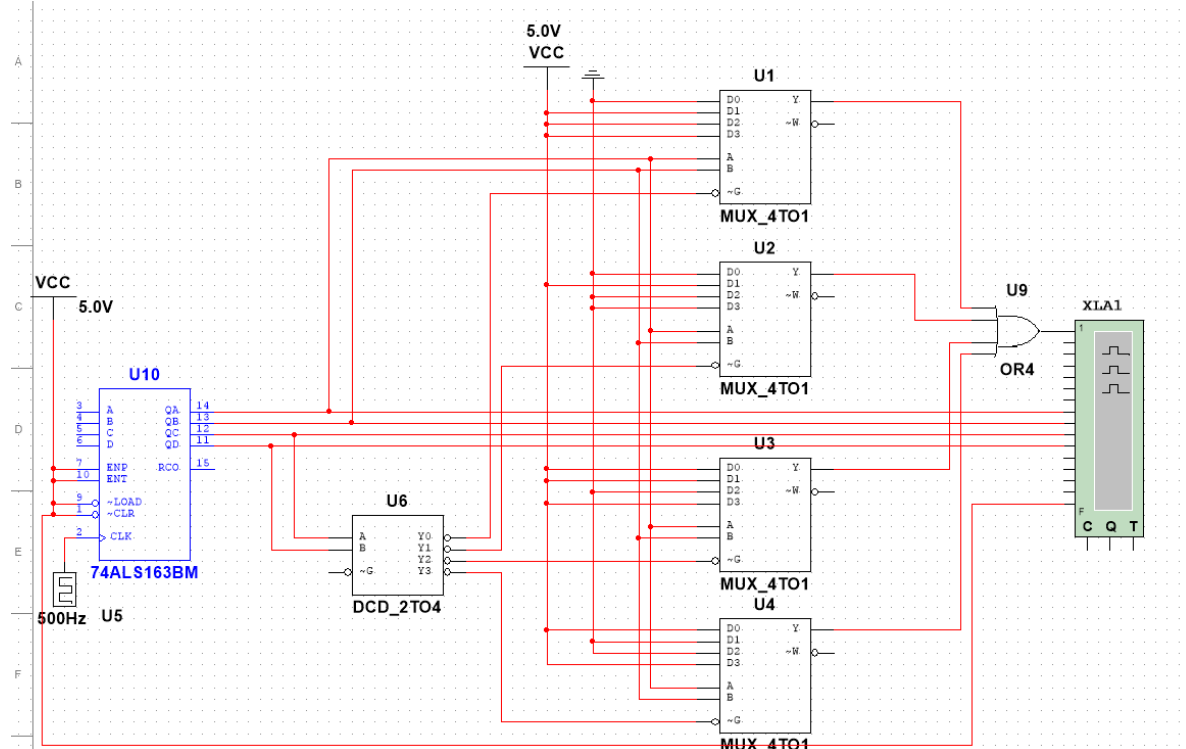 A
B
C
D
E
F
5.0V
VCC
U1
D0 Y
D1
D2 ~W
D3
A
B
~G
MUX_4TO1
U2
D0 Y
D1
D2 ~W
D3
A
B
~G
MUX_4TO1
U9
OR4
XLA1
1
F
C Q T
VCC
5.0V
U10
3 A QA 14
4 B QB 13
5 C QC 12
6 D QD 11
7 ENP RCO 15
10 ENT
9 ~LOAD
1 ~CLR
2 CLK
74ALS163BM
500Hz
U5
U6
A Y0
B Y1
Y2
~G Y3
DCD_2TO4
U3
D0 Y
D1
D2 ~W
D3
A
B
~G
MUX_4TO1
U4
D0 Y
D1
D2 ~W
D3
A
B
~G
MUX_4TO1